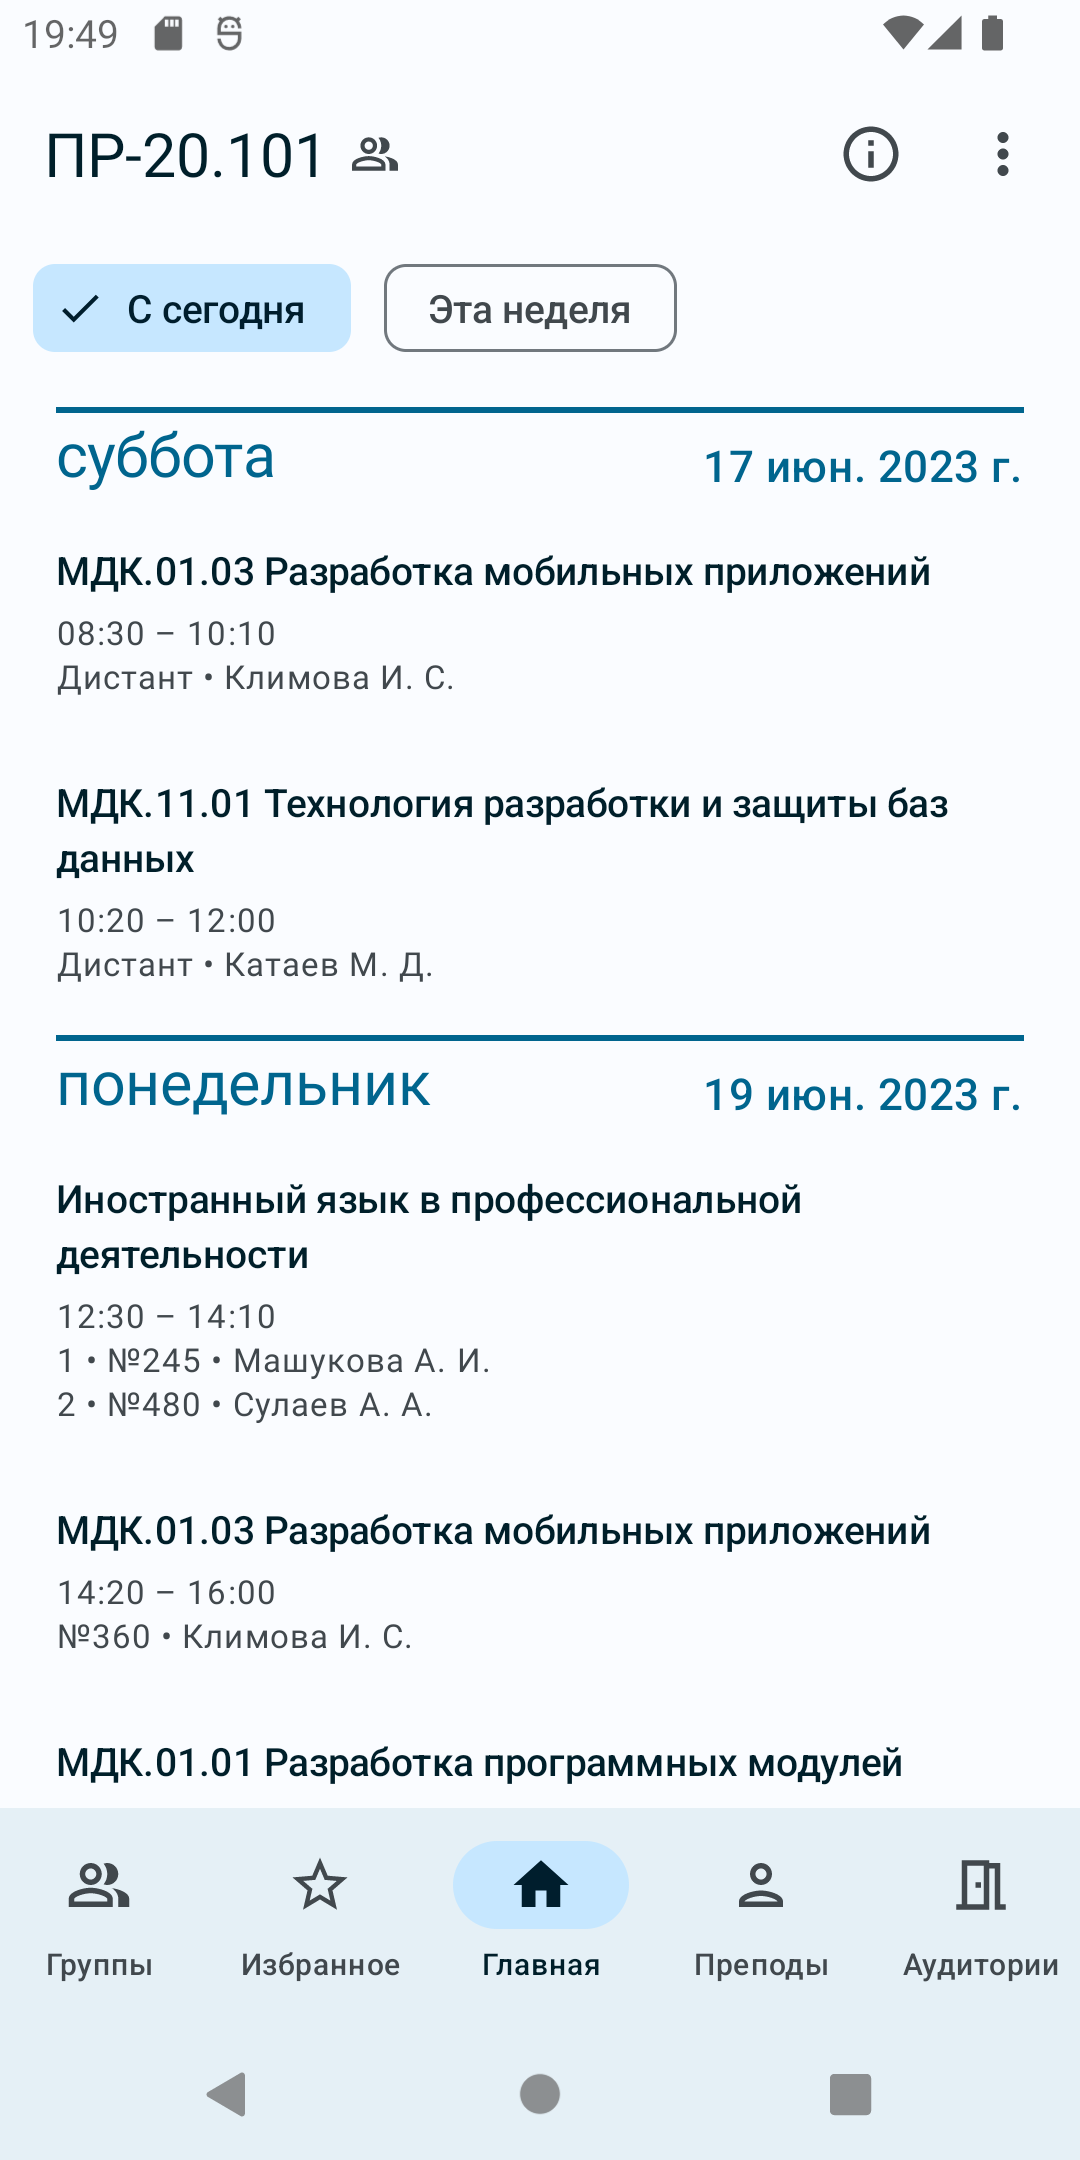 19:49
ПР-20.101
С сегодня
Эта неделя
суббота
17 июн. 2023 г.
МДК.01.03 Разработка мобильных приложений
08:30 – 10:10
Дистант • Климова И. С.
МДК.11.01 Технология разработки и защиты баз
данных
10:20 – 12:00
Дистант • Катаев М. Д.
понедельник
19 июн. 2023 г.
Иностранный язык в профессиональной
деятельности
12:30 – 14:10
1 • №245 • Машукова А. И.
2 • №480 • Сулаев А. А.
МДК.01.03 Разработка мобильных приложений
14:20 – 16:00
№360 • Климова И. С.
МДК.01.01 Разработка программных модулей
Группы
Избранное
Главная
Преподы
Аудитории